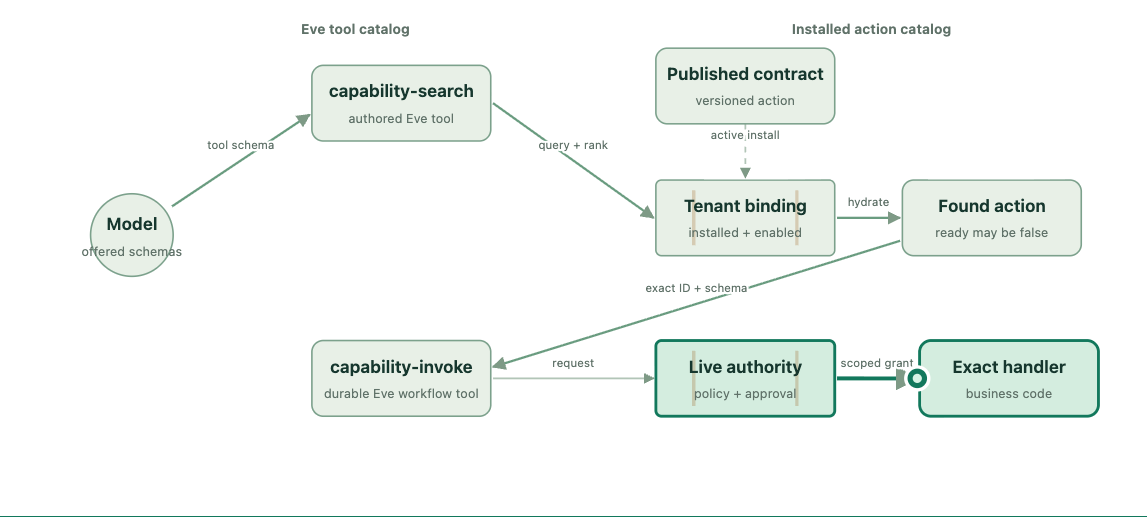 Eve tool catalog
Installed action catalog
Published contract
versioned action
capability-search
authored Eve tool
active install
tool schema
query + rank
Model
offered schemas
Tenant binding
installed + enabled
hydrate
Found action
ready may be false
exact ID + schema
capability-invoke
durable Eve workflow tool
request
Live authority
policy + approval
scoped grant
Exact handler
business code